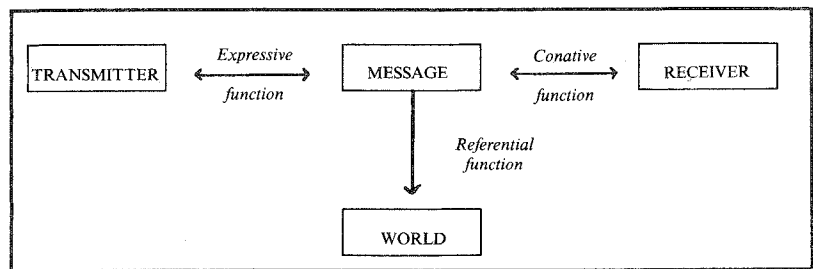 Expressive
Conative
TRANSMITTER
MESSAGE
RECEIVER
function
function
Referential
function
WORLD